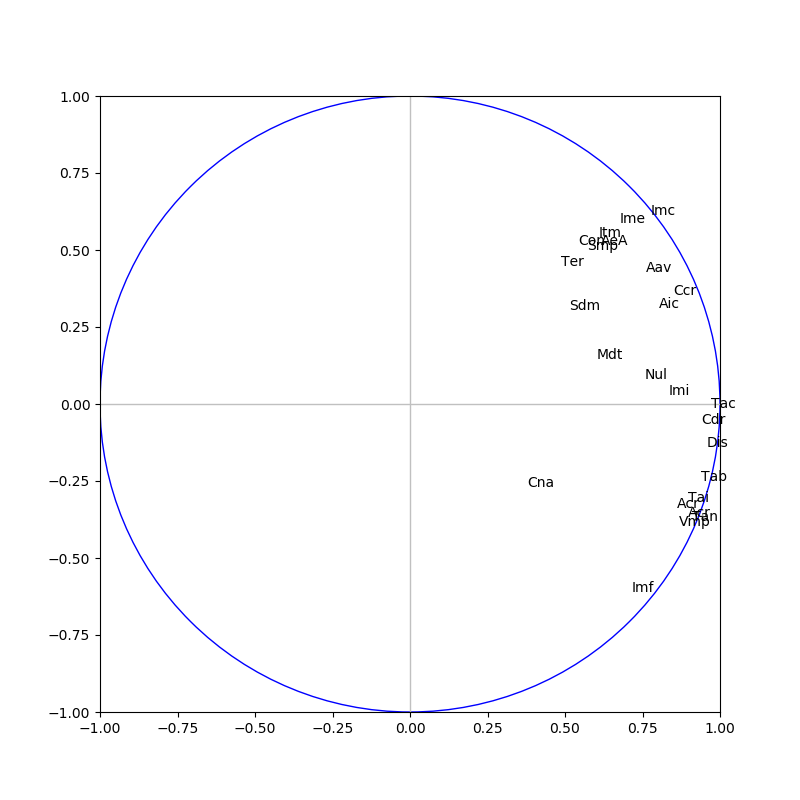 1.00
0.75
0.50
0.25
0.00
−0.25
−0.50
−0.75
−1.00
Imc
Ime
Itm
Smp
Ter
Aav
Ccr
Aic
Sdm
Mdt
Nul
Imi
Tac
Cdr
Dis
Tab
Cna
Tai
Acr
Tan
Vmp
Imf
−1.00 −0.75 −0.50 −0.25 0.00 0.25 0.50 0.75 1.00